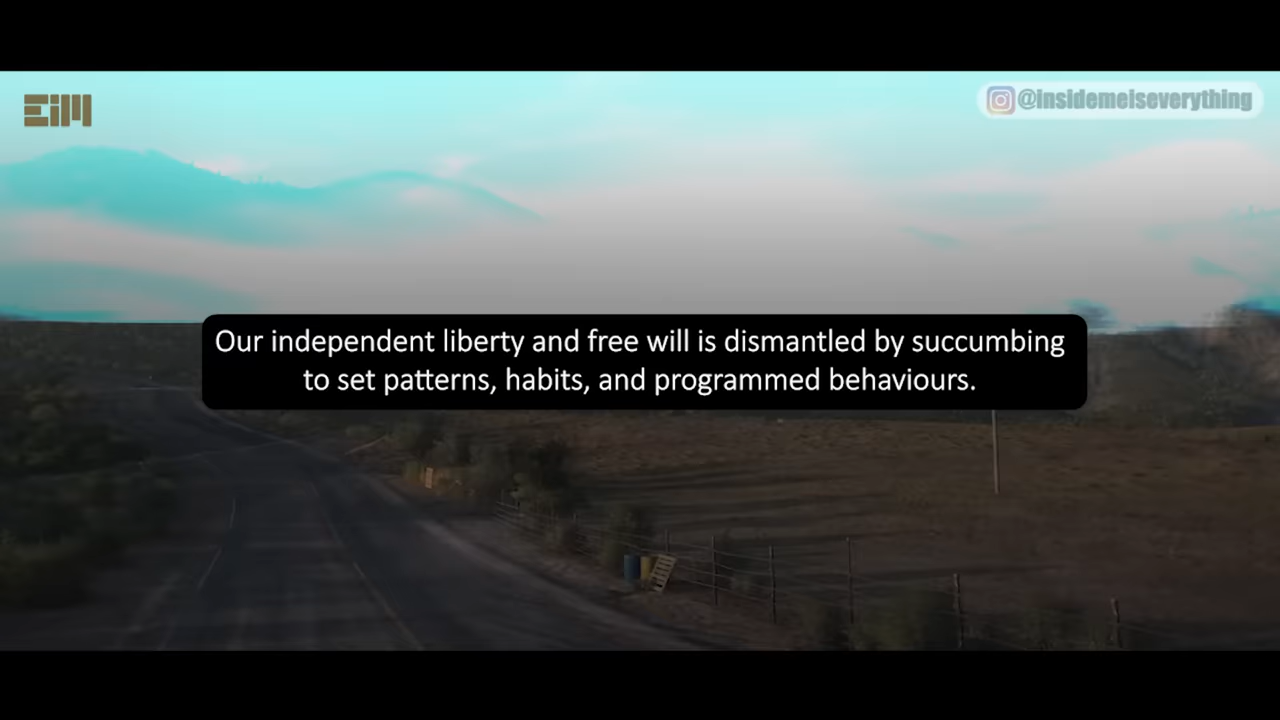 EiM
@insidemeiseverything
Our independent liberty and free will is dismantled by succumbing
to set patterns, habits, and programmed behaviours.